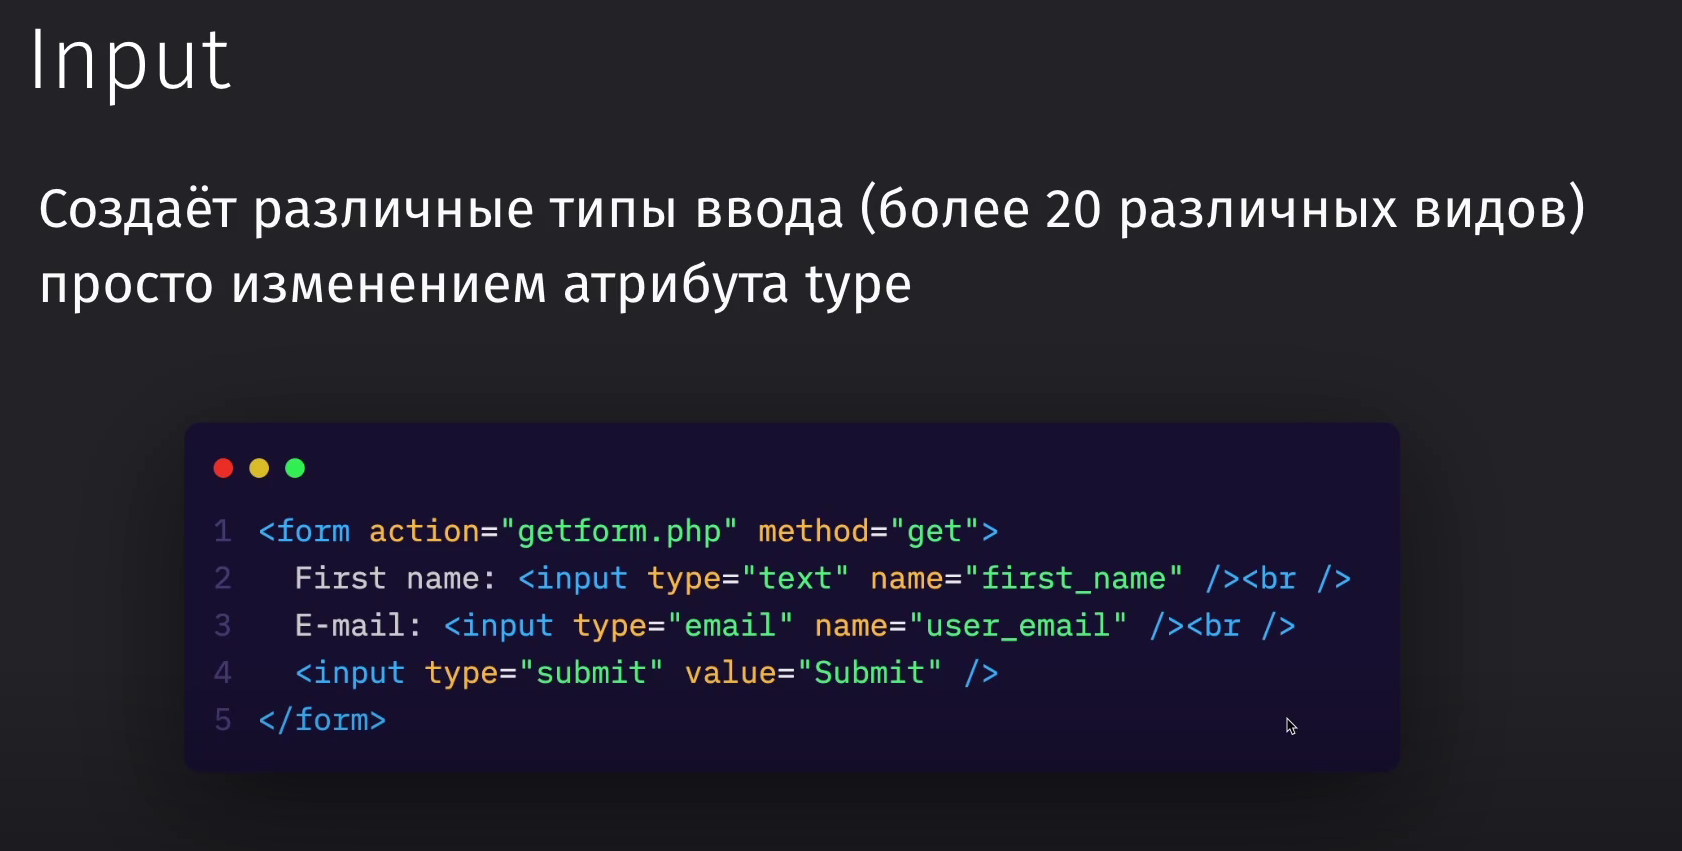 Input
Создаёт различные типы ввода (более 20 различных видов)
просто изменением атрибута type
1 <form action="getform.php" method="get">
2 First name: <input type="text" name="first_name" /><br />
3 E-mail: <input type="email" name="user_email" /><br />
4 <input type="submit" value="Submit" />
5 </form>